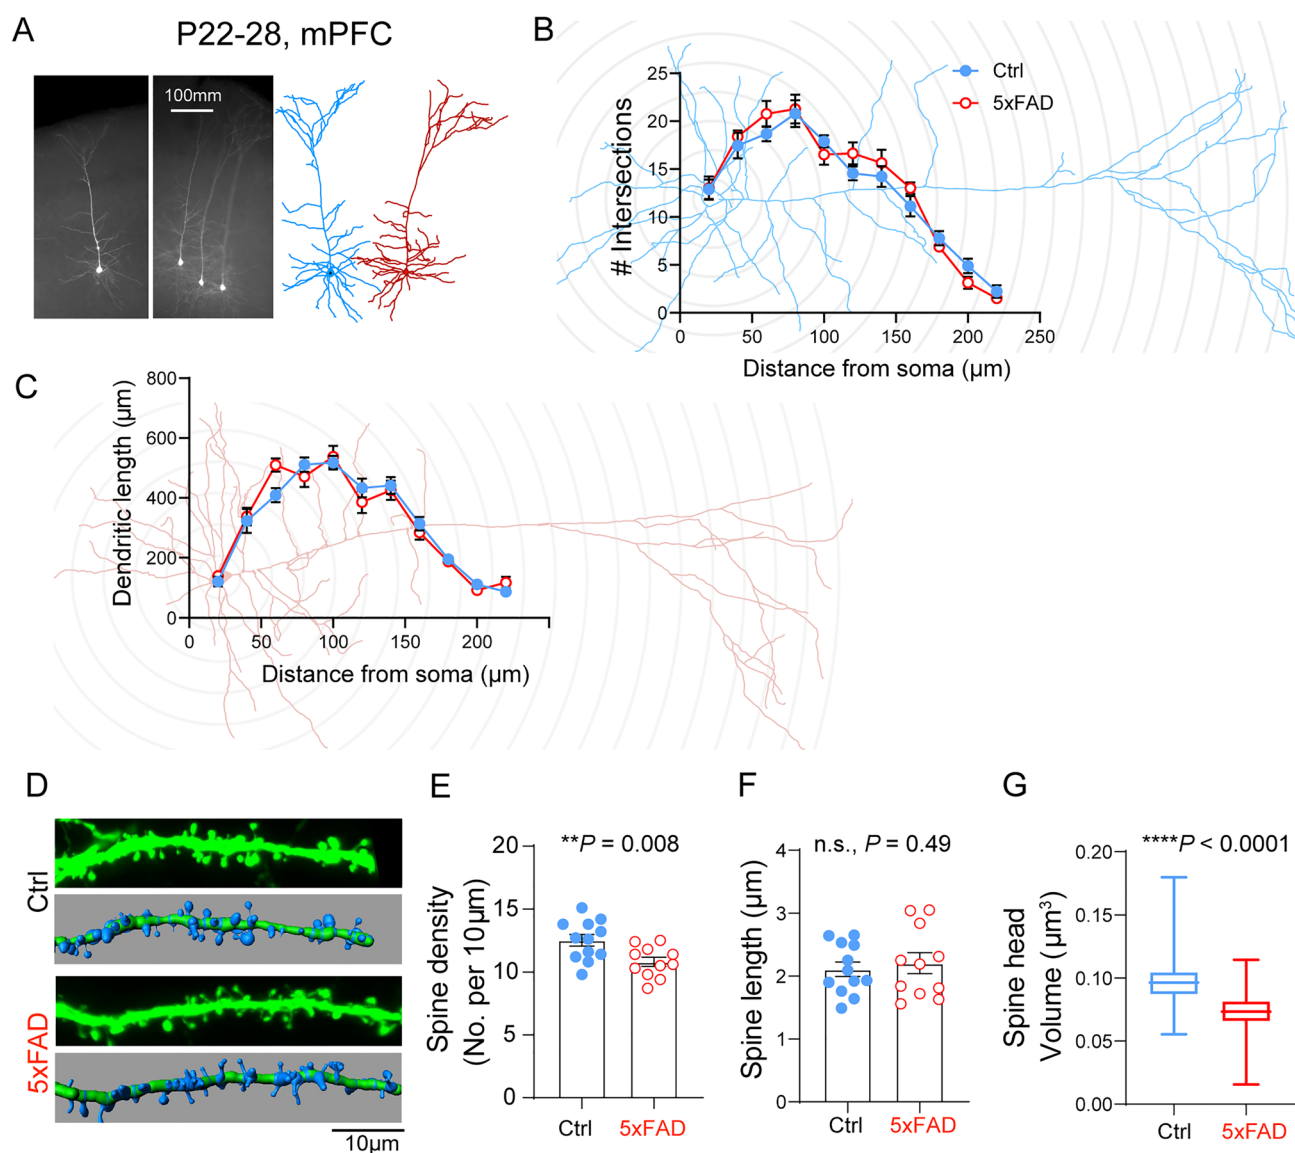 A
P22-28, mPFC
100mm
B
Ctrl
5xFAD
# Intersections
25
20
15
10
5
0
0 50 100 150 200 250
Distance from soma (µm)
C
Dendritic length (µm)
800
600
400
200
0
0 50 100 150 200
Distance from soma (µm)
D
Ctrl
5xFAD
10µm
E
**P = 0.008
Spine density
(No. per 10µm)
20
15
10
5
0
Ctrl 5xFAD
F
n.s., P = 0.49
Spine length (µm)
4
3
2
1
0
Ctrl 5xFAD
G
****P < 0.0001
Spine head
Volume (µm³)
0.20
0.15
0.10
0.05
0.00
Ctrl 5xFAD